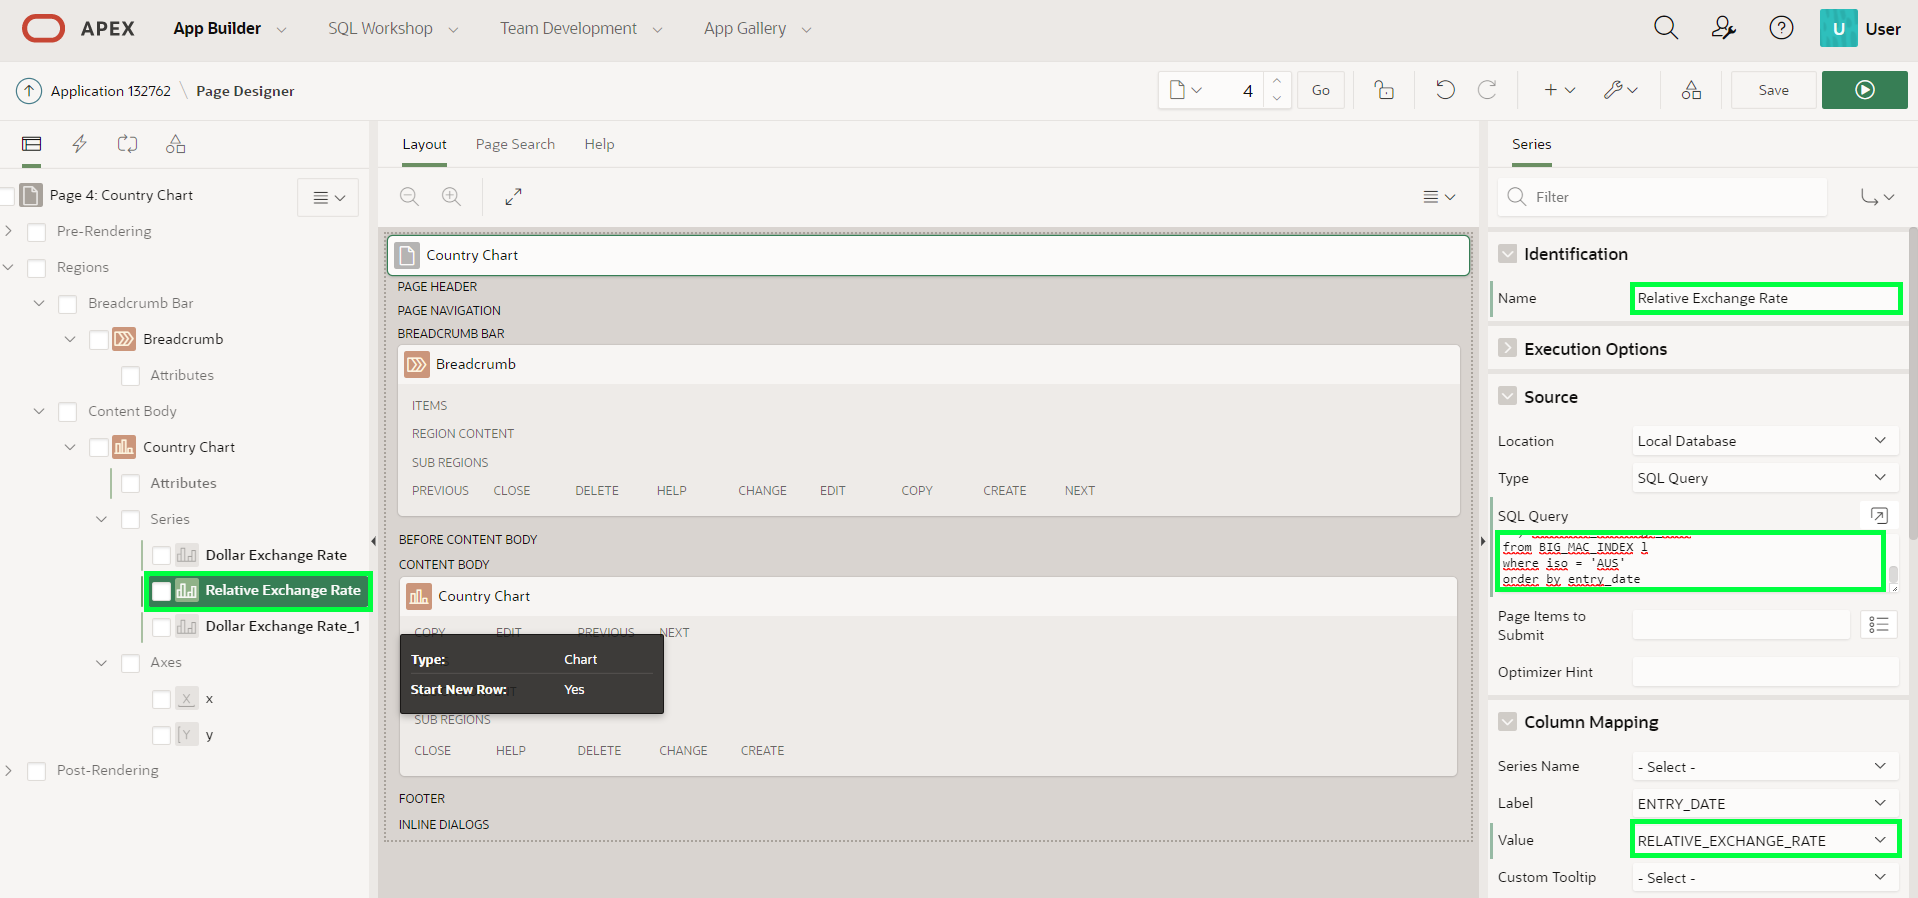 APEX App Builder SQL Workshop Team Development App Gallery U User
Application 132762 \ Page Designer 4 Go Save
Page 4: Country Chart
Pre-Rendering
Regions
Breadcrumb Bar
Breadcrumb
Attributes
Content Body
Country Chart
Attributes
Series
Dollar Exchange Rate
Relative Exchange Rate
Dollar Exchange Rate_1
Axes
X x
Y y
Post-Rendering
Layout Page Search Help
Country Chart
PAGE HEADER
PAGE NAVIGATION
BREADCRUMB BAR
Breadcrumb
ITEMS
REGION CONTENT
SUB REGIONS
PREVIOUS CLOSE DELETE HELP CHANGE EDIT COPY CREATE NEXT
BEFORE CONTENT BODY
CONTENT BODY
Country Chart
COPY EDIT PREVIOUS NEXT
Type: Chart
Start New Row: Yes
SUB REGIONS
CLOSE HELP DELETE CHANGE CREATE
FOOTER
INLINE DIALOGS
Series
Filter
Identification
Name Relative Exchange Rate
Execution Options
Source
Location Local Database
Type SQL Query
SQL Query
from BIG_MAC_INDEX l
where iso = 'AUS'
order by entry_date
Page Items to
Submit
Optimizer Hint
Column Mapping
Series Name - Select -
Label ENTRY_DATE
Value RELATIVE_EXCHANGE_RATE
Custom Tooltip - Select -